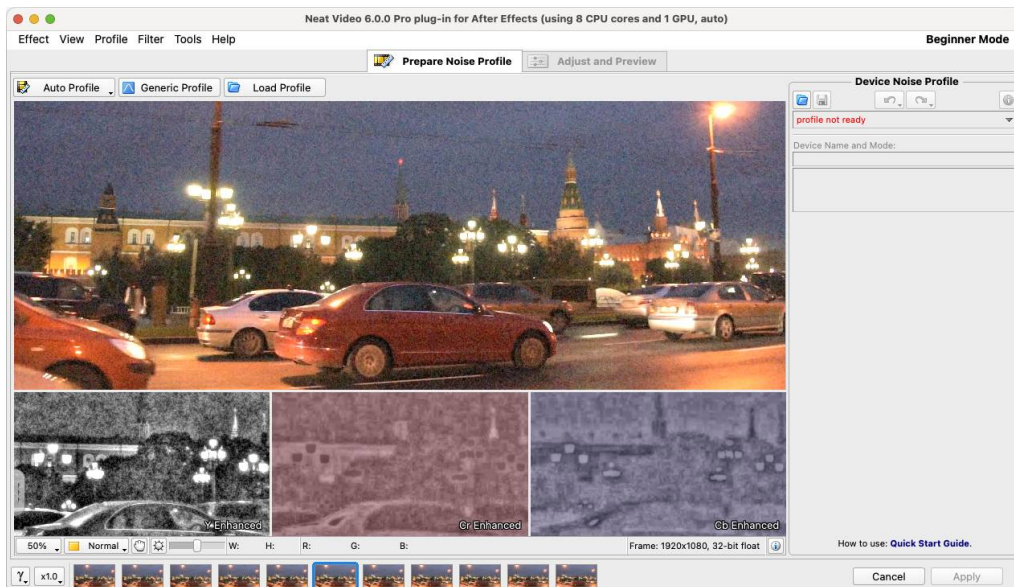 Neat Video 6.0.0 Pro plug-in for After Effects (using 8 CPU cores and 1 GPU, auto)
Effect View Profile Filter Tools Help Beginner Mode
Prepare Noise Profile Adjust and Preview
Auto Profile Generic Profile Load Profile
Device Noise Profile
profile not ready
Device Name and Mode:
Y Enhanced Cr Enhanced Cb Enhanced
50% Normal W: H: R: G: B: Frame: 1920x1080, 32-bit float
How to use: Quick Start Guide.
γ x1.0 Cancel Apply